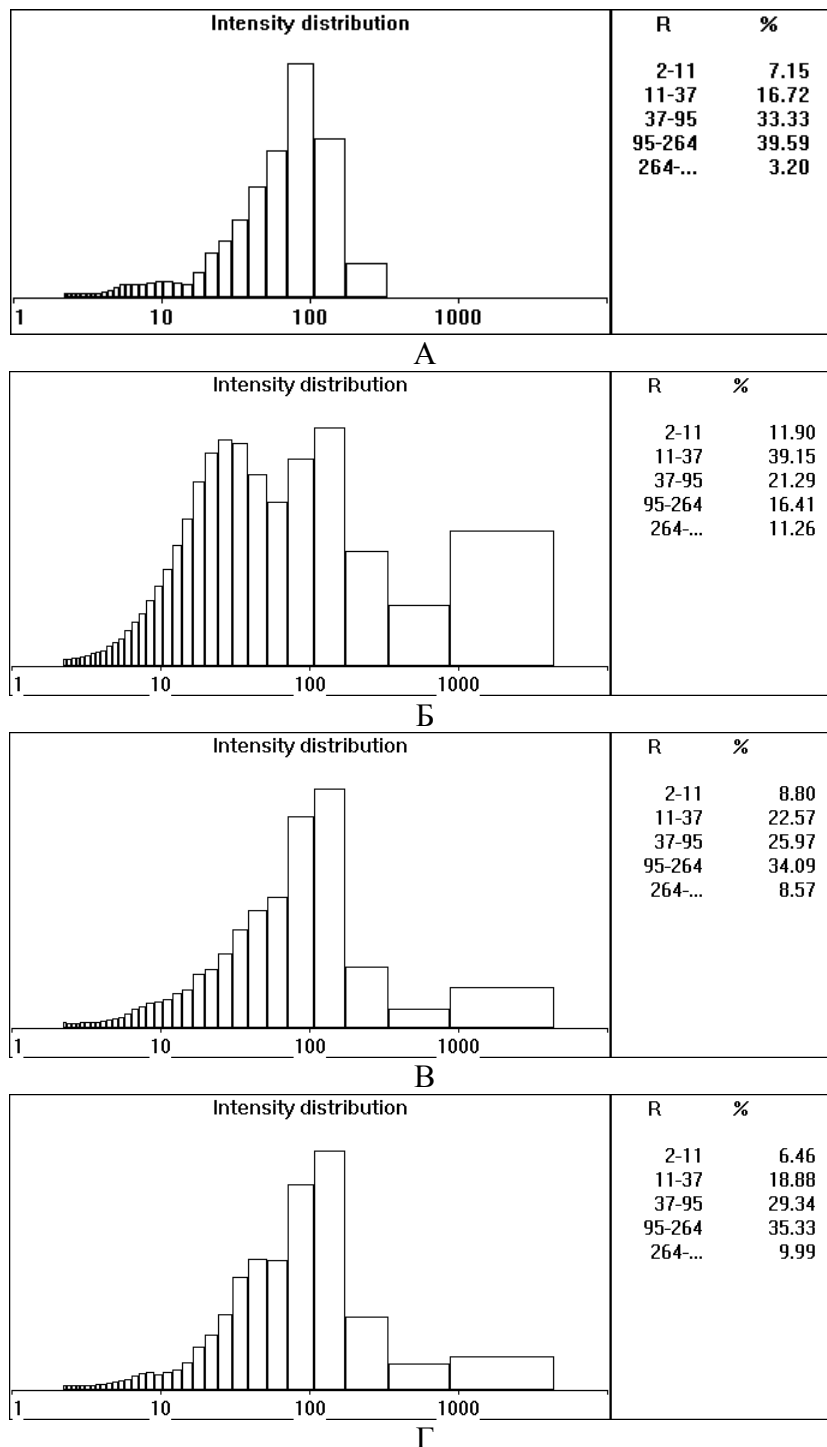 Intensity distribution
R %
2-11 7.15
11-37 16.72
37-95 33.33
95-264 39.59
264-... 3.20
1 10 100 1000
А
Intensity distribution
R %
2-11 11.90
11-37 39.15
37-95 21.29
95-264 16.41
264-... 11.26
1 10 100 1000
Б
Intensity distribution
R %
2-11 8.80
11-37 22.57
37-95 25.97
95-264 34.09
264-... 8.57
1 10 100 1000
В
Intensity distribution
R %
2-11 6.46
11-37 18.88
37-95 29.34
95-264 35.33
264-... 9.99
1 10 100 1000
Г